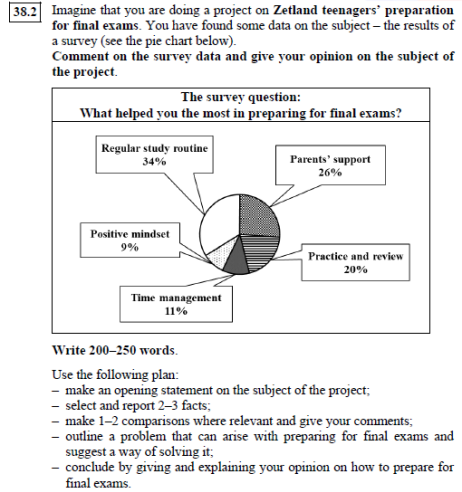 38.2 Imagine that you are doing a project on Zetland teenagers' preparation
for final exams. You have found some data on the subject – the results of
a survey (see the pie chart below).
Comment on the survey data and give your opinion on the subject of
the project.
The survey question:
What helped you the most in preparing for final exams?
Regular study routine
34%
Parents' support
26%
Positive mindset
9%
Practice and review
20%
Time management
11%
Write 200–250 words.
Use the following plan:
– make an opening statement on the subject of the project;
– select and report 2–3 facts;
– make 1–2 comparisons where relevant and give your comments;
– outline a problem that can arise with preparing for final exams and
suggest a way of solving it;
– conclude by giving and explaining your opinion on how to prepare for
final exams.